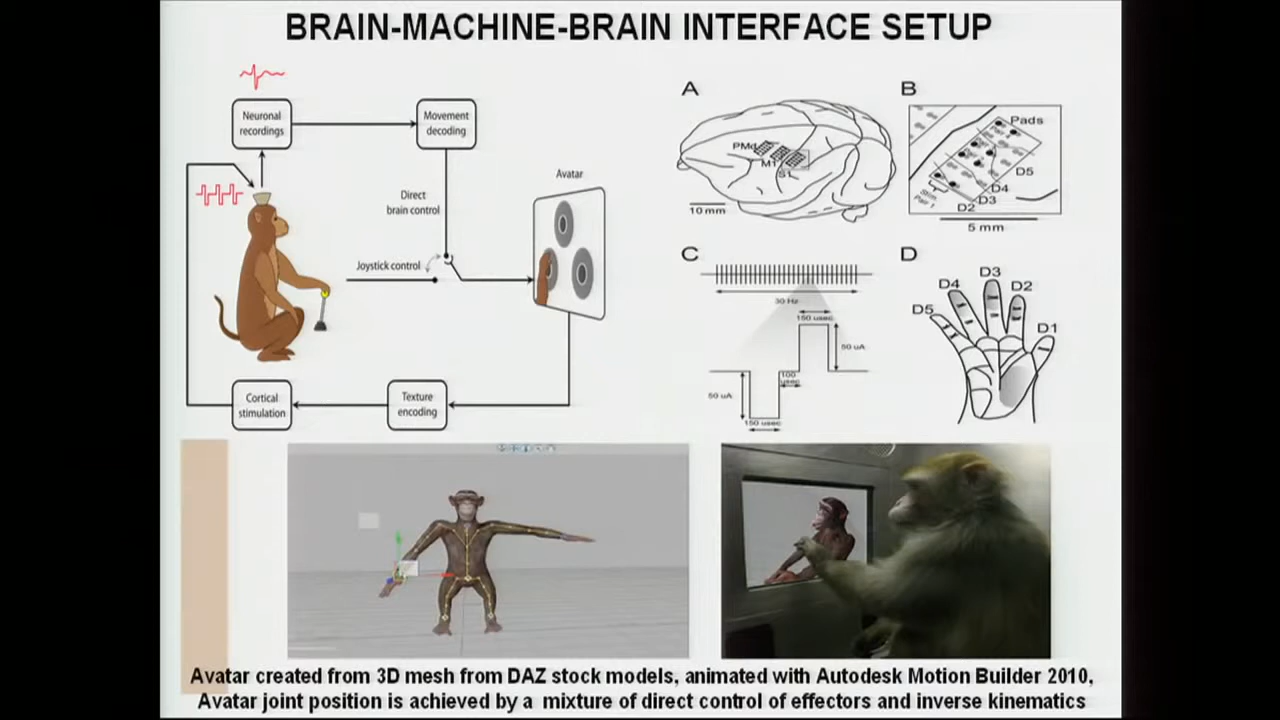 BRAIN-MACHINE-BRAIN INTERFACE SETUP
Neuronal
recordings
Movement
decoding
Direct
brain control
Joystick control
Avatar
Cortical
stimulation
Texture
encoding
A
PMd
M1
S1
10 mm
B
Pads
D5
D4
D3
D2
Stim.
Pair 1
5 mm
C
30 Hz
150 usec
50 uA
100
usec
50 uA
150 usec
D
D5
D4
D3
D2
D1
Avatar created from 3D mesh from DAZ stock models, animated with Autodesk Motion Builder 2010,
Avatar joint position is achieved by a mixture of direct control of effectors and inverse kinematics